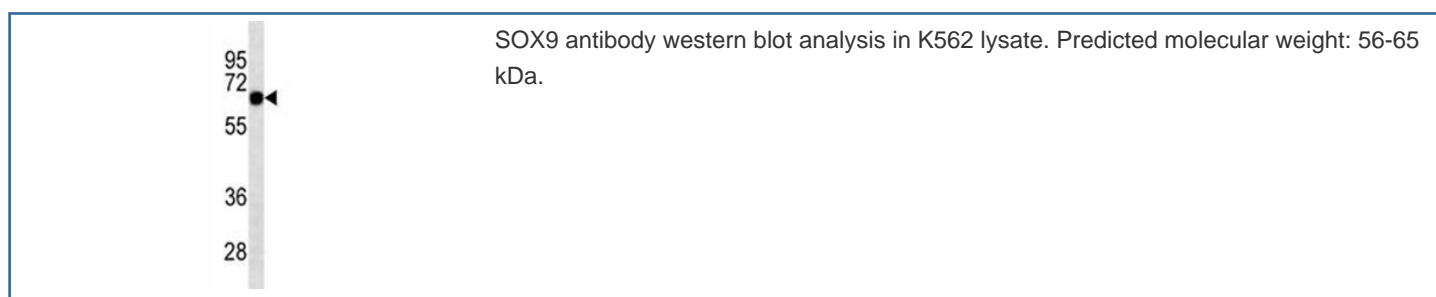 95
72
55
36
28
SOX9 antibody western blot analysis in K562 lysate. Predicted molecular weight: 56-65
kDa.